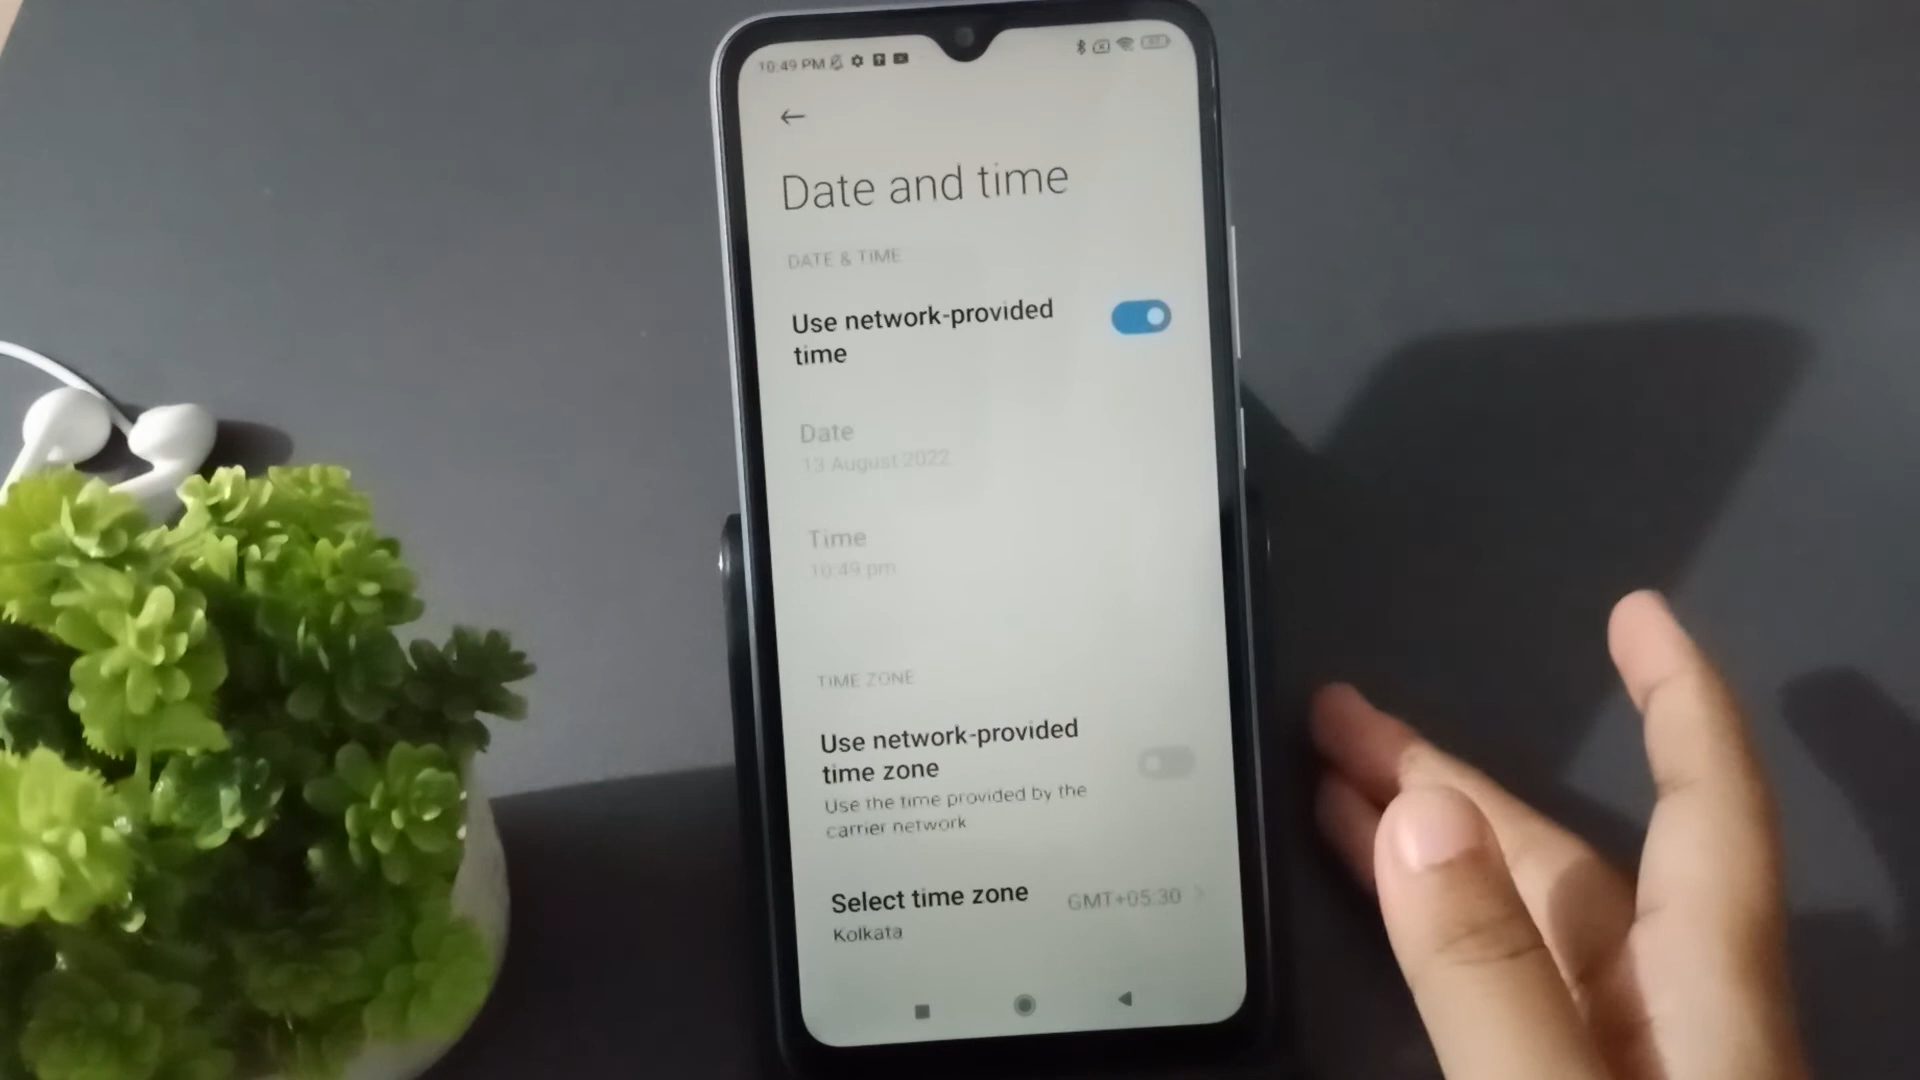 10:49 PM
Date and time
DATE & TIME
Use network-provided
time
Date
13 August 2022
Time
10:49 pm
TIME ZONE
Use network-provided
time zone
Use the time provided by the
carrier network
Select time zone
GMT+05:30
Kolkata